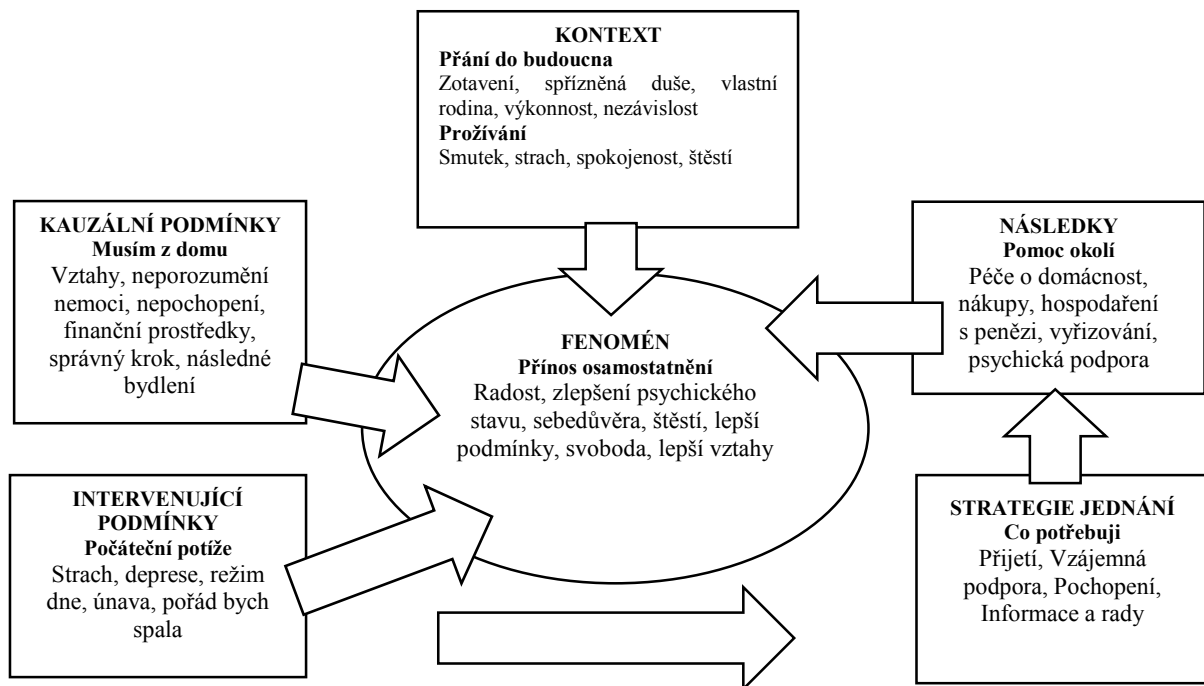 KONTEXT
Přání do budoucna
Zotavení, spřízněná duše, vlastní
rodina, výkonnost, nezávislost
Prožívání
Smutek, strach, spokojenost, štěstí
KAUZÁLNÍ PODMÍNKY
Musím z domu
Vztahy, neporozumění
nemoci, nepochopení,
finanční prostředky,
správný krok, následné
bydlení
FENOMÉN
Přínos osamostatnění
Radost, zlepšení psychického
stavu, sebedůvěra, štěstí, lepší
podmínky, svoboda, lepší vztahy
NÁSLEDKY
Pomoc okolí
Péče o domácnost,
nákupy, hospodaření
s penězi, vyřizování,
psychická podpora
INTERVENUJÍCÍ
PODMÍNKY
Počáteční potíže
Strach, deprese, režim
dne, únava, pořád bych
spala
STRATEGIE JEDNÁNÍ
Co potřebuji
Přijetí, Vzájemná
podpora, Pochopení,
Informace a rady